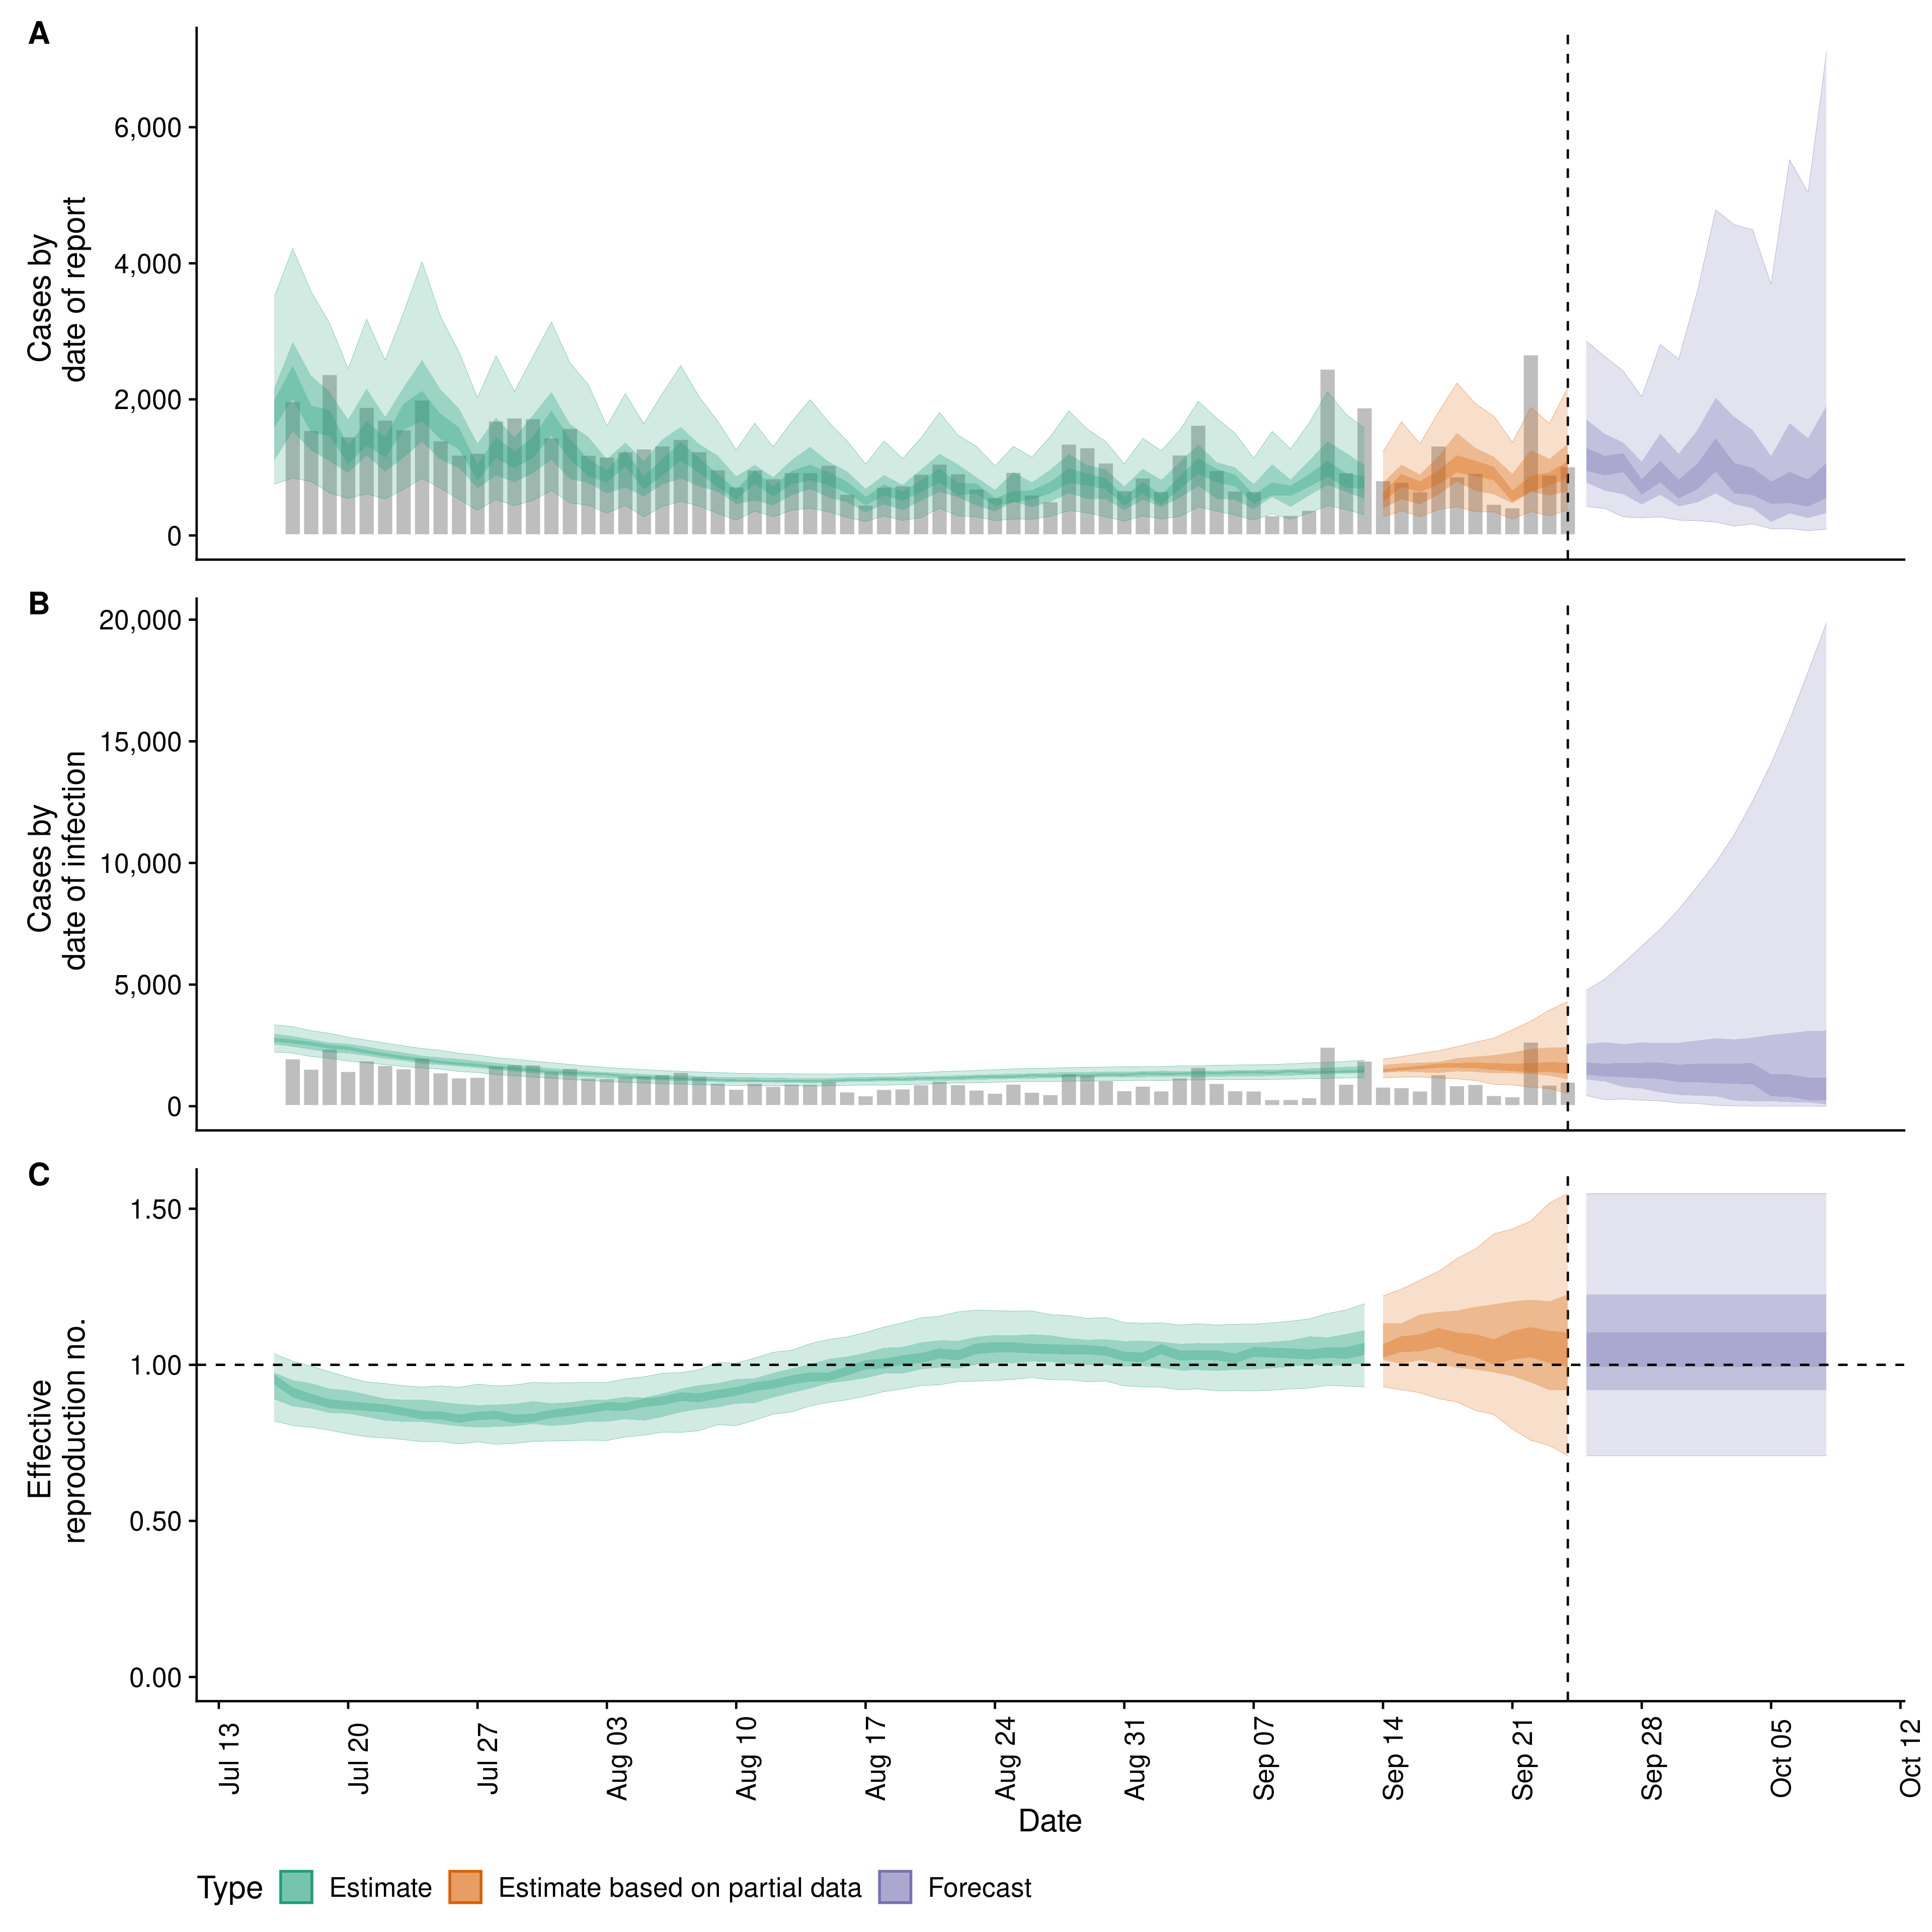 A
6,000
4,000
2,000
0
Cases by
date of report
B
20,000
15,000
10,000
5,000
0
Cases by
date of infection
C
1.50
1.00
0.50
0.00
Effective
reproduction no.
Jul 13
Jul 20
Jul 27
Aug 03
Aug 10
Aug 17
Aug 24
Aug 31
Sep 07
Sep 14
Sep 21
Sep 28
Oct 05
Oct 12
Date
Type Estimate Estimate based on partial data Forecast